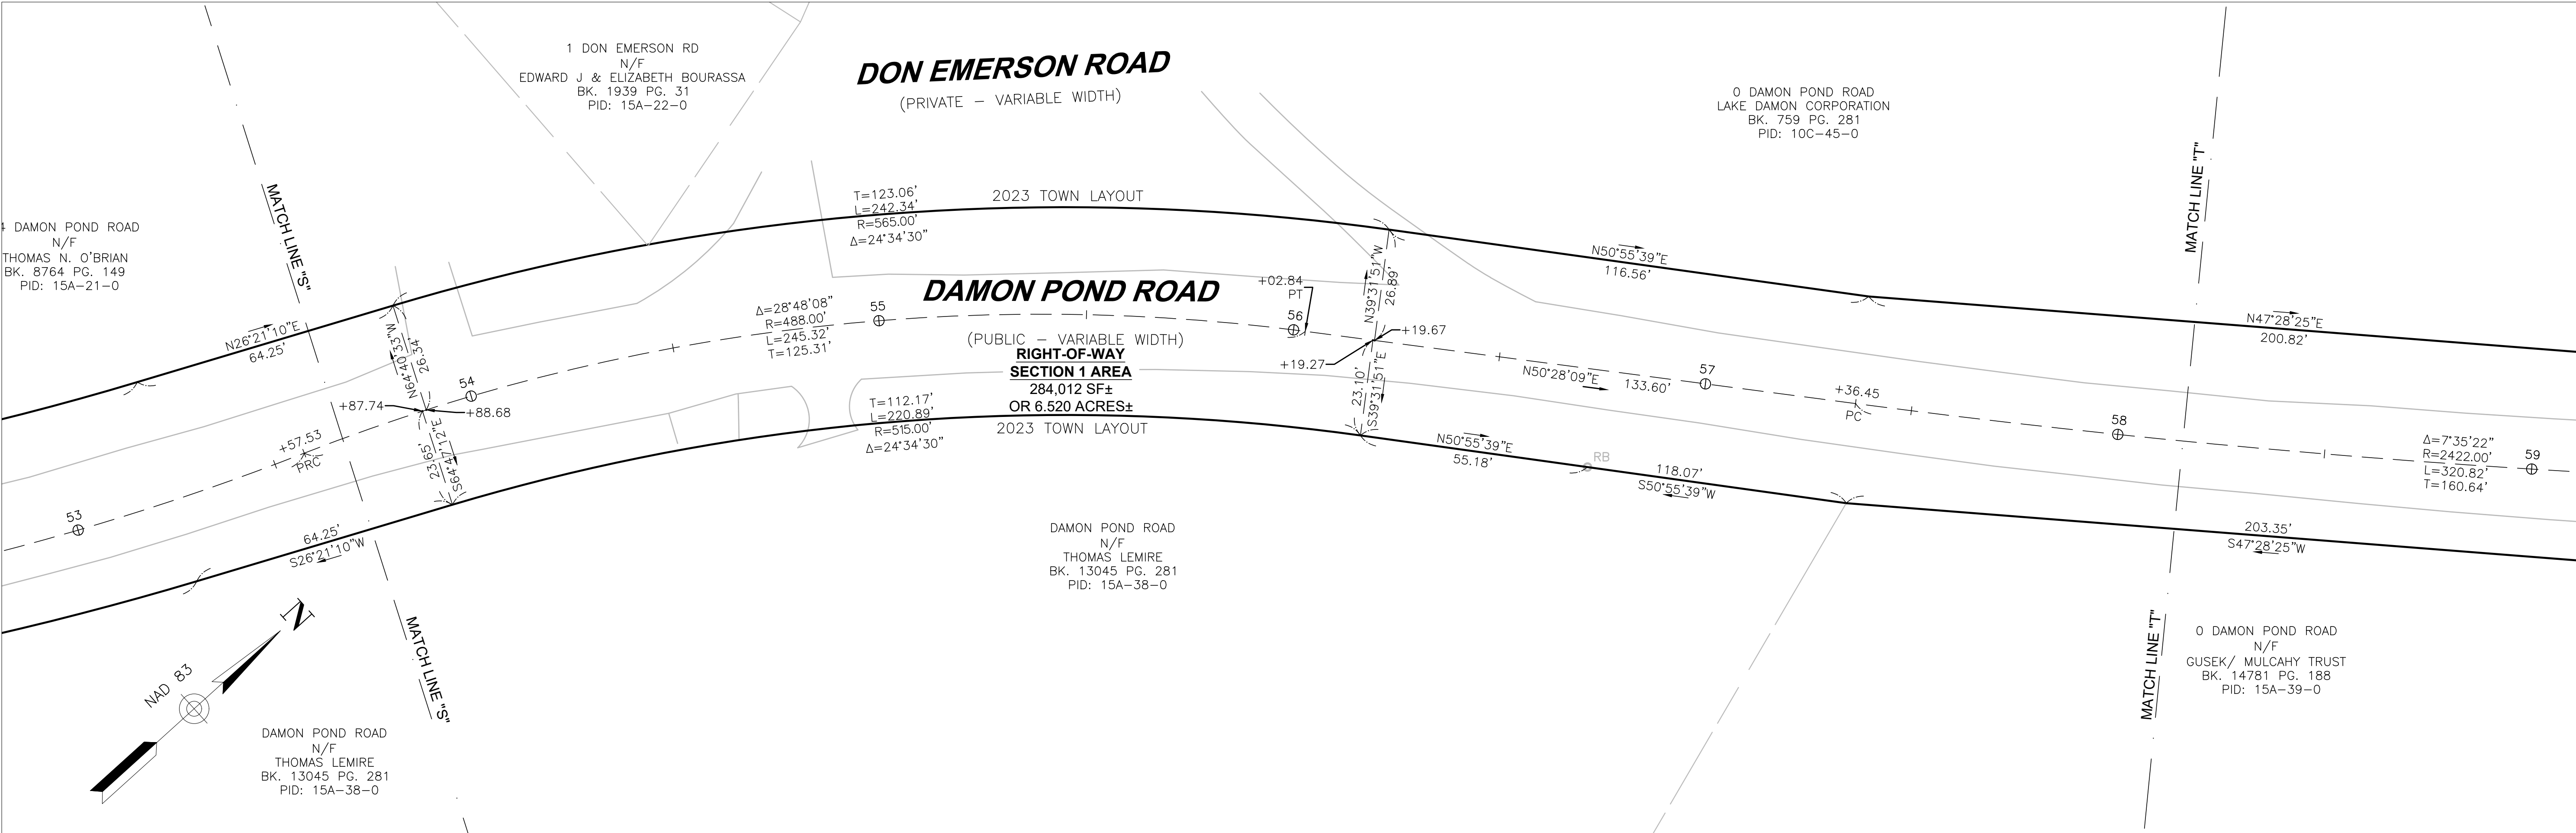 1 DON EMERSON RD
N/F
EDWARD J & ELIZABETH BOURASSA
BK. 1939 PG. 31
PID: 15A-22-0
DON EMERSON ROAD
(PRIVATE - VARIABLE WIDTH)
0 DAMON POND ROAD
LAKE DAMON CORPORATION
BK. 759 PG. 281
PID: 10C-45-0
MATCH LINE "S"
MATCH LINE "T"
4 DAMON POND ROAD
N/F
THOMAS N. O'BRIAN
BK. 8764 PG. 149
PID: 15A-21-0
T=123.06'
L=242.34'
R=565.00'
Δ=24°34'30"
2023 TOWN LAYOUT
N26°21'10"E
64.25'
N64°40'33"W
26.34'
Δ=28°48'08"
R=488.00'
L=245.32'
T=125.31'
55
DAMON POND ROAD
(PUBLIC - VARIABLE WIDTH)
RIGHT-OF-WAY
SECTION 1 AREA
284,012 SF±
OR 6.520 ACRES±
2023 TOWN LAYOUT
+02.84
PT
56
N39°31'51"W
26.89'
+19.67
+19.27
23.10'
S39°31'51"E
N50°55'39"E
116.56'
N47°28'25"E
200.82'
N50°28'09"E
133.60'
57
+36.45
PC
58
Δ=7°35'22"
R=2422.00'
L=320.82'
T=160.64'
59
54
+87.74
+88.68
+57.53
PRC
23.65'
S64°47'12"E
53
T=112.17'
L=220.89'
R=515.00'
Δ=24°34'30"
N50°55'39"E
55.18'
RB
118.07'
S50°55'39"W
203.35'
S47°28'25"W
64.25'
S26°21'10"W
DAMON POND ROAD
N/F
THOMAS LEMIRE
BK. 13045 PG. 281
PID: 15A-38-0
MATCH LINE "S"
MATCH LINE "T"
0 DAMON POND ROAD
N/F
GUSEK/ MULCAHY TRUST
BK. 14781 PG. 188
PID: 15A-39-0
N
NAD 83
DAMON POND ROAD
N/F
THOMAS LEMIRE
BK. 13045 PG. 281
PID: 15A-38-0